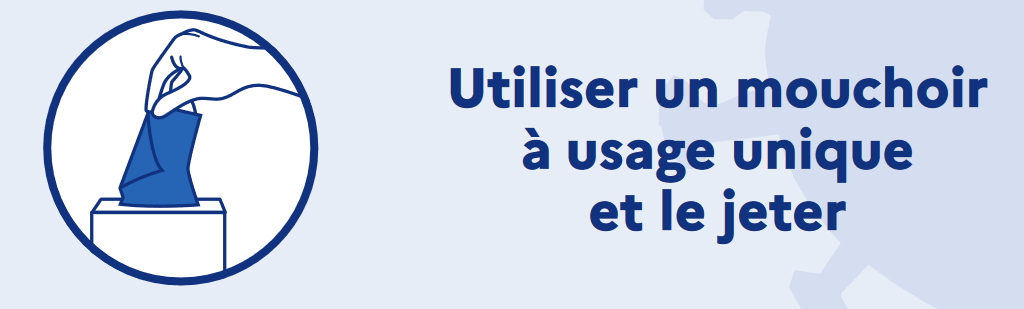 Utiliser un mouchoir
à usage unique
et le jeter